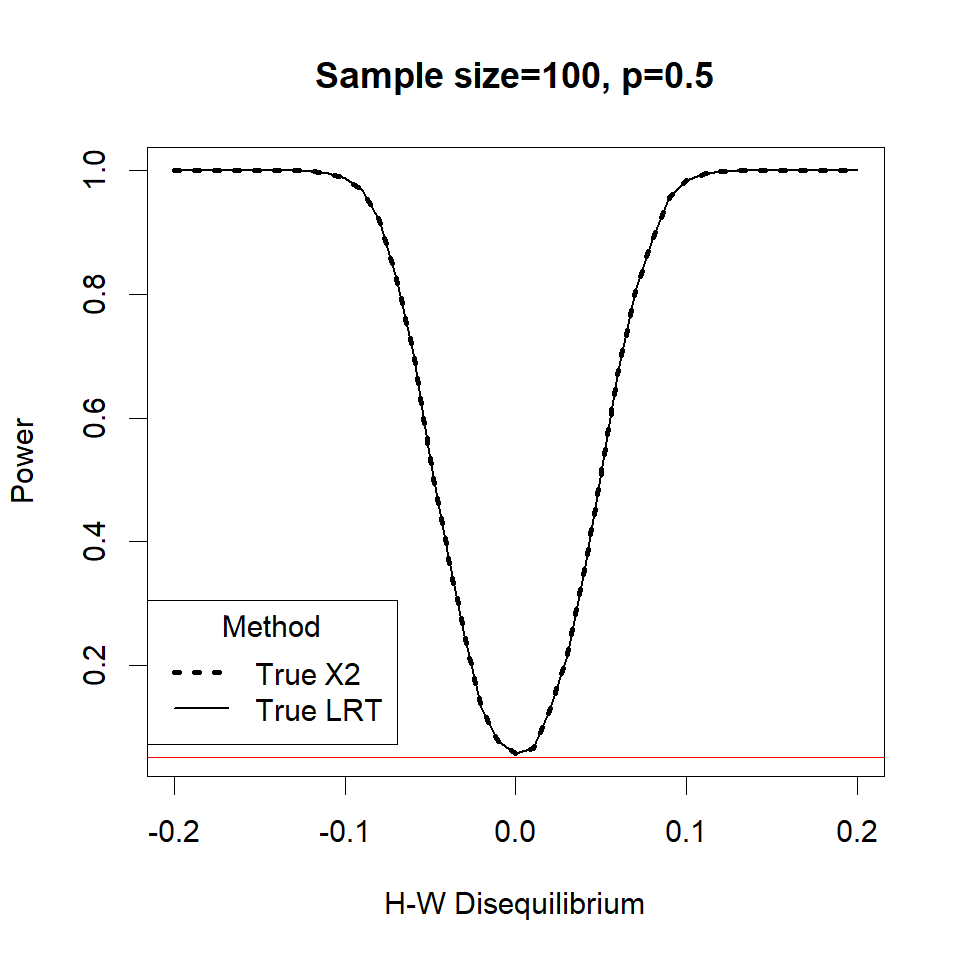 Sample size=100, p=0.5
1.0
0.8
0.6
0.4
0.2
Power
Method
True X2
True LRT
-0.2 -0.1 0.0 0.1 0.2
H-W Disequilibrium